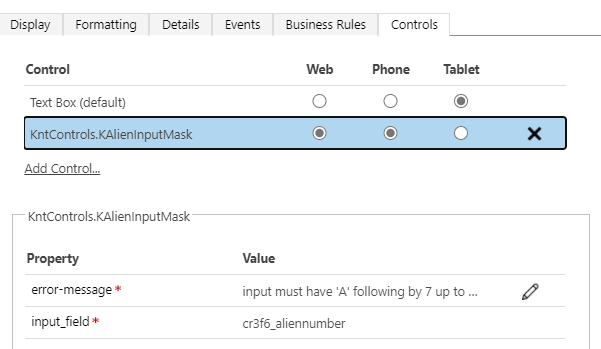 Display Formatting Details Events Business Rules Controls
Control Web Phone Tablet
Text Box (default)
KntControls.KAlienInputMask
Add Control...
KntControls.KAlienInputMask
Property Value
error-message * input must have 'A' following by 7 up to ...
input_field * cr3f6_aliennumber